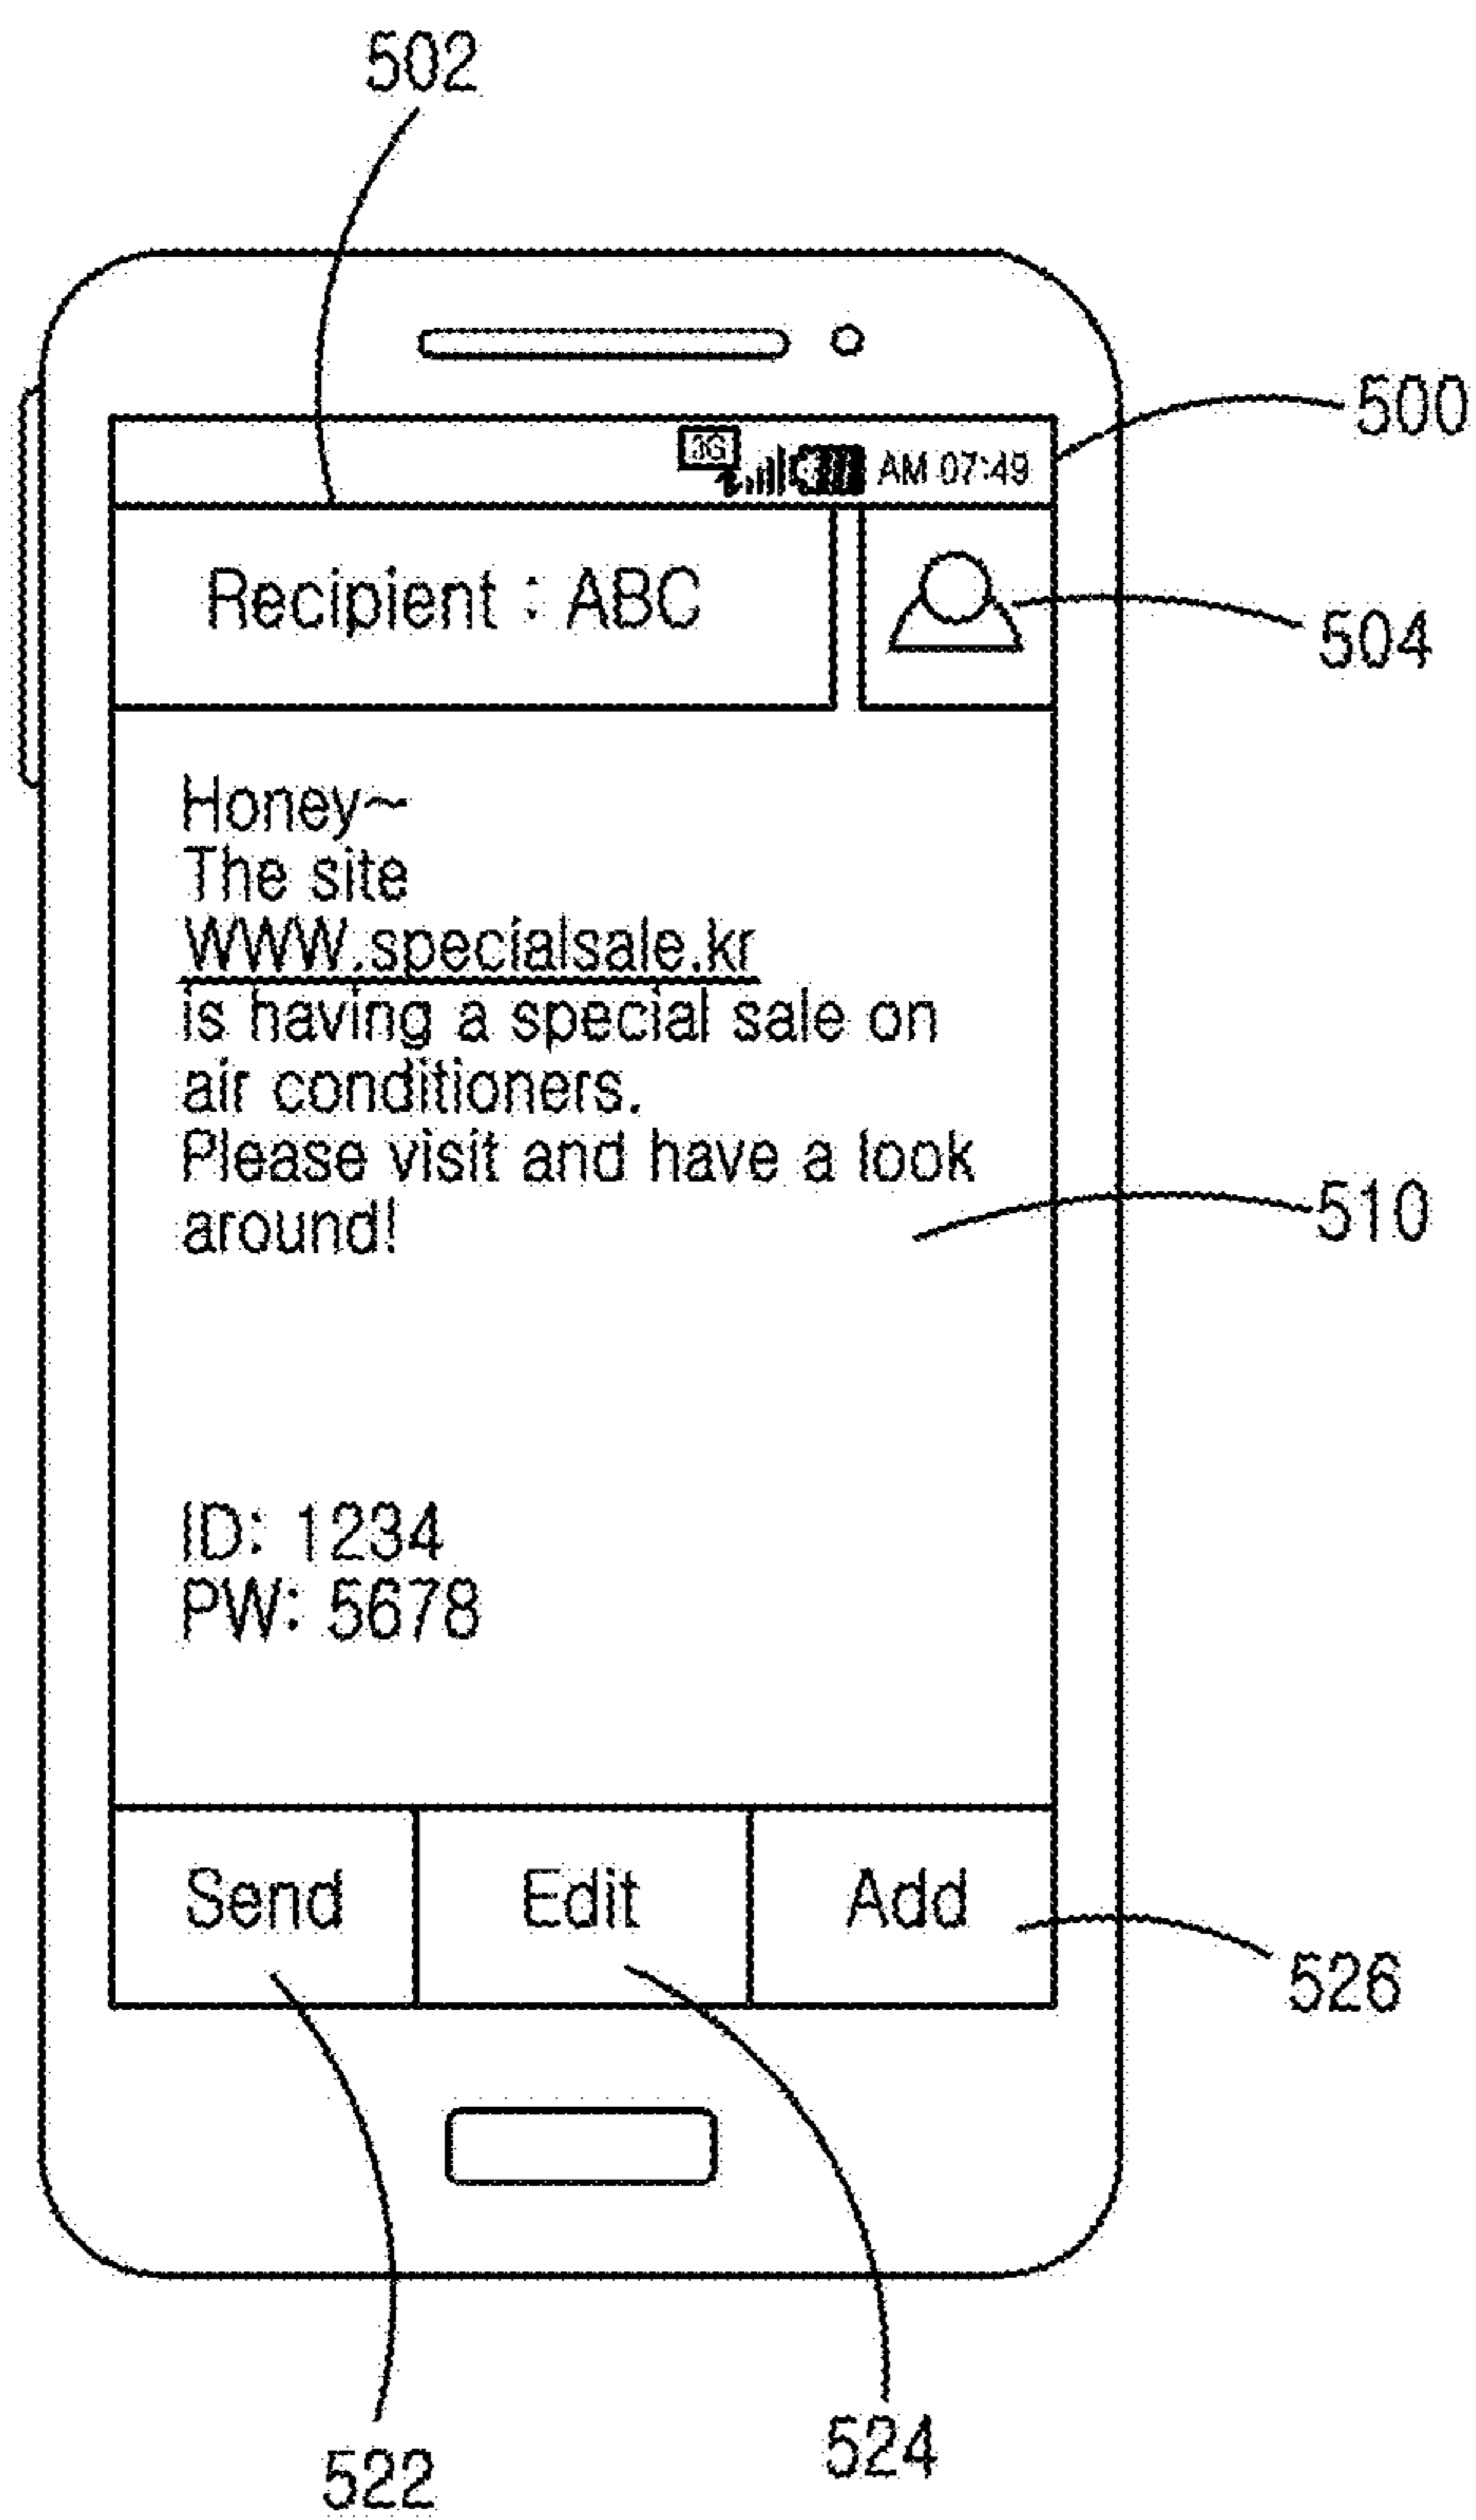 502
500
3G AM 07:49
Recipient : ABC
504
Honey~
The site
WWW.specialsale.kr
is having a special sale on
air conditioners.
Please visit and have a look
around!
510
ID: 1234
PW: 5678
Send Edit Add
526
524
522